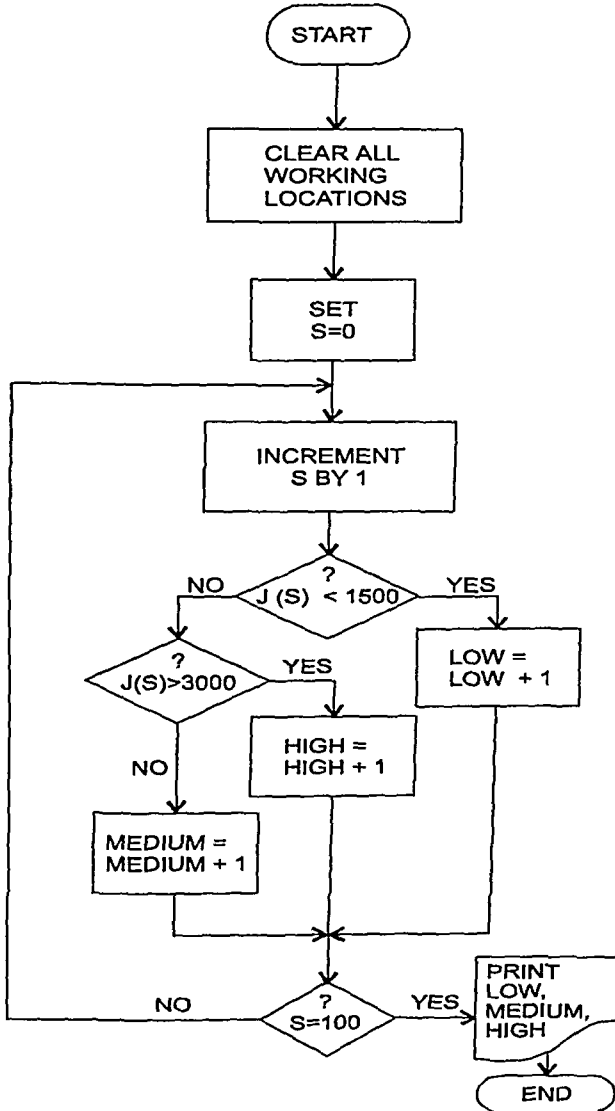 START
CLEAR ALL
WORKING
LOCATIONS
SET
S=0
INCREMENT
S BY 1
?
J (S) < 1500
NO
YES
?
J(S)>3000
YES
NO
LOW =
LOW + 1
HIGH =
HIGH + 1
MEDIUM =
MEDIUM + 1
?
S=100
NO
YES
PRINT
LOW,
MEDIUM,
HIGH
END